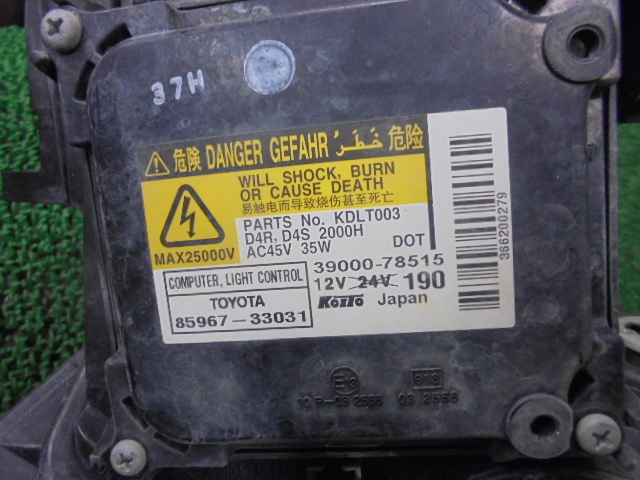 37H
危険 DANGER GEFAHR خَطَرُ 危险
WILL SHOCK, BURN
OR CAUSE DEATH
易触电而导致烧伤甚至死亡
MAX25000V
PARTS No. KDLT003
D4R, D4S 2000H
AC45V 35W
DOT
COMPUTER, LIGHT CONTROL
TOYOTA
85967-33031
39000-78515
12V 24V 190
KOITO Japan
366200279